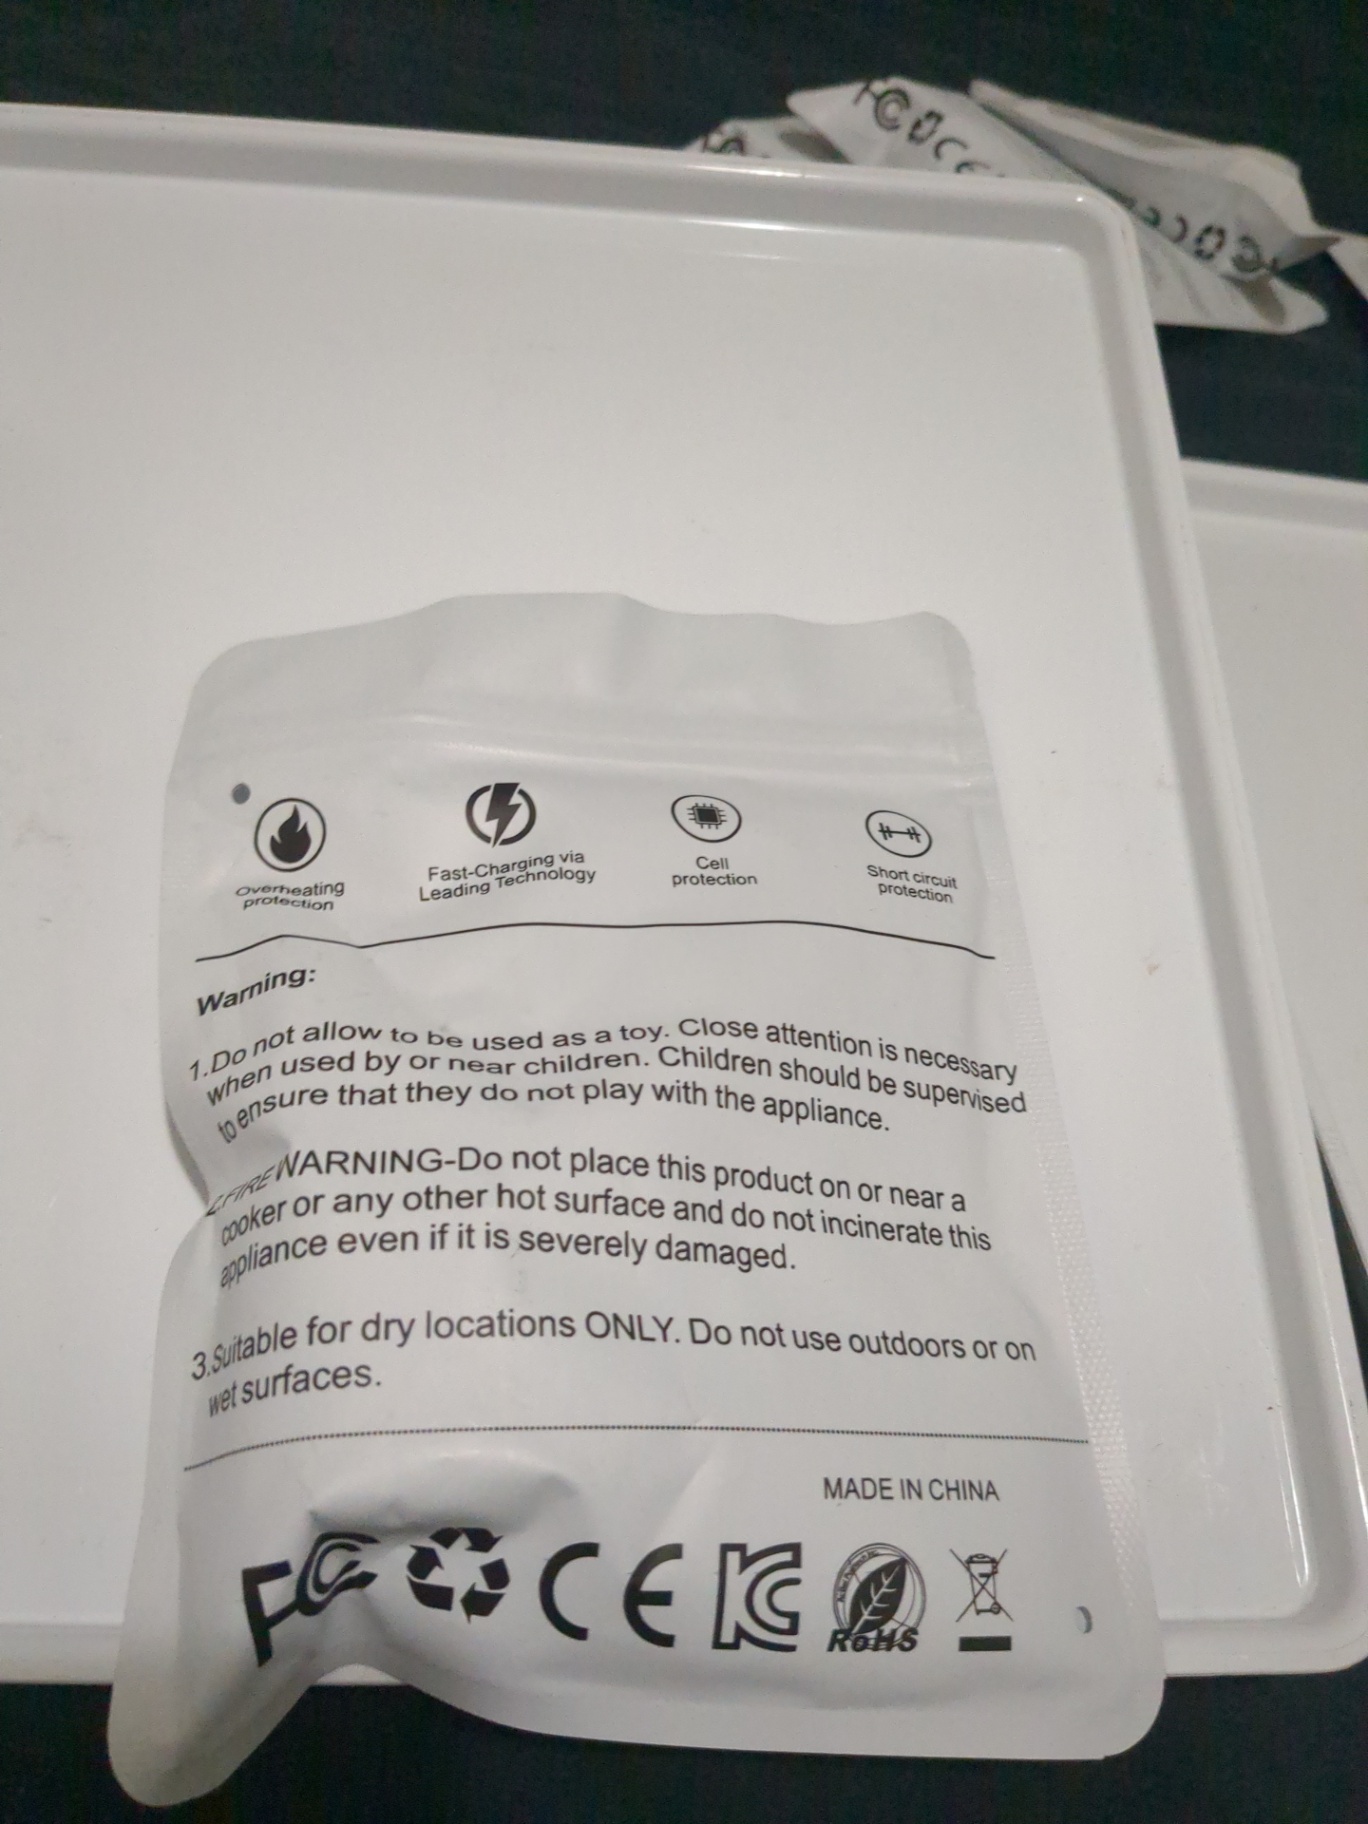 Overheating
protection
Fast-Charging via
Leading Technology
Cell
protection
Short circuit
protection
Warning:
1.Do not allow to be used as a toy. Close attention is necessary
when used by or near children. Children should be supervised
to ensure that they do not play with the appliance.
2.FIRE WARNING-Do not place this product on or near a
cooker or any other hot surface and do not incinerate this
appliance even if it is severely damaged.
3.Suitable for dry locations ONLY. Do not use outdoors or on
wet surfaces.
MADE IN CHINA
FC CE KC RoHS